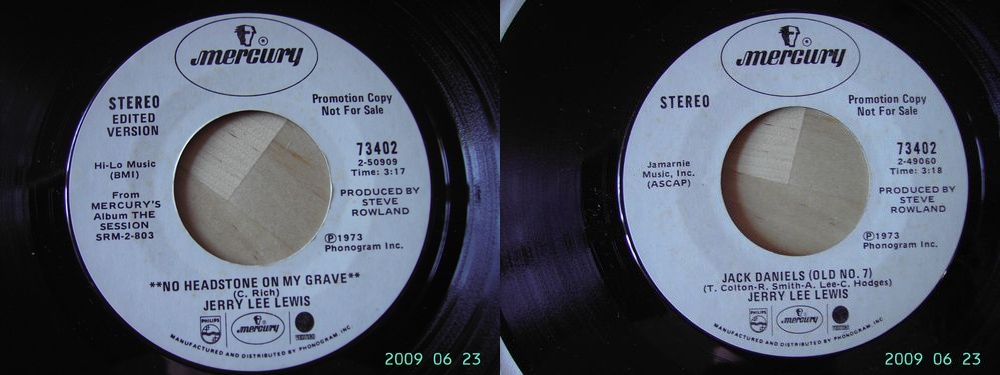 mercury
STEREO
EDITED
VERSION
Promotion Copy
Not For Sale
Hi-Lo Music
(BMI)
From
MERCURY'S
Album THE
SESSION
SRM-2-803
73402
2-50909
Time: 3:17
PRODUCED BY
STEVE
ROWLAND
Ⓟ1973
Phonogram Inc.
**NO HEADSTONE ON MY GRAVE**
(C. Rich)
JERRY LEE LEWIS
PHILIPS
mercury
MANUFACTURED AND DISTRIBUTED BY PHONOGRAM, INC.
2009 06 23
mercury
STEREO
Promotion Copy
Not For Sale
Jamarnie
Music, Inc.
(ASCAP)
73402
2-49060
Time: 3:18
PRODUCED BY
STEVE
ROWLAND
Ⓟ1973
Phonogram Inc.
JACK DANIELS (OLD NO. 7)
(T. Colton-R. Smith-A. Lee-C. Hodges)
JERRY LEE LEWIS
PHILIPS
mercury
MANUFACTURED AND DISTRIBUTED BY PHONOGRAM, INC.
2009 06 23